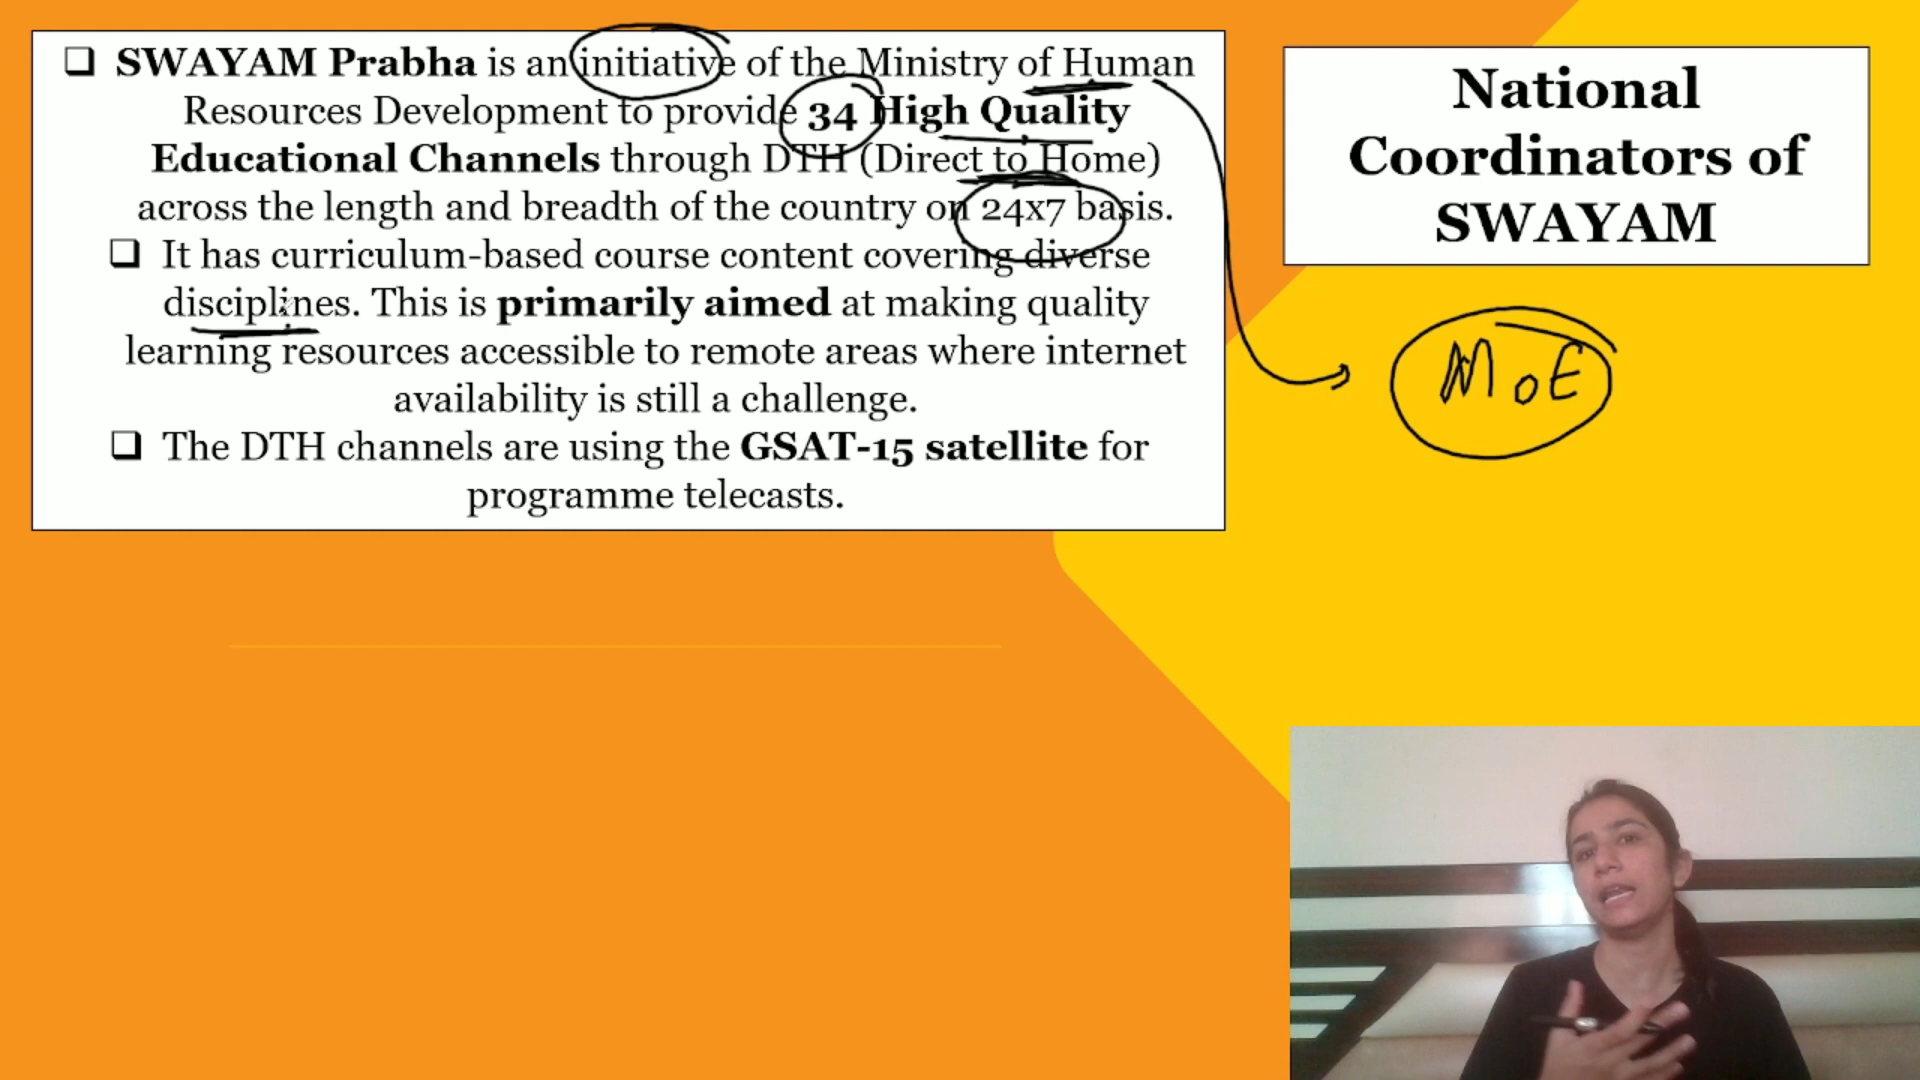 ❑ SWAYAM Prabha is an initiative of the Ministry of Human
Resources Development to provide 34 High Quality
Educational Channels through DTH (Direct to Home)
across the length and breadth of the country on 24x7 basis.
❑ It has curriculum-based course content covering diverse
disciplines. This is primarily aimed at making quality
learning resources accessible to remote areas where internet
availability is still a challenge.
❑ The DTH channels are using the GSAT-15 satellite for
programme telecasts.
National
Coordinators of
SWAYAM
MoE